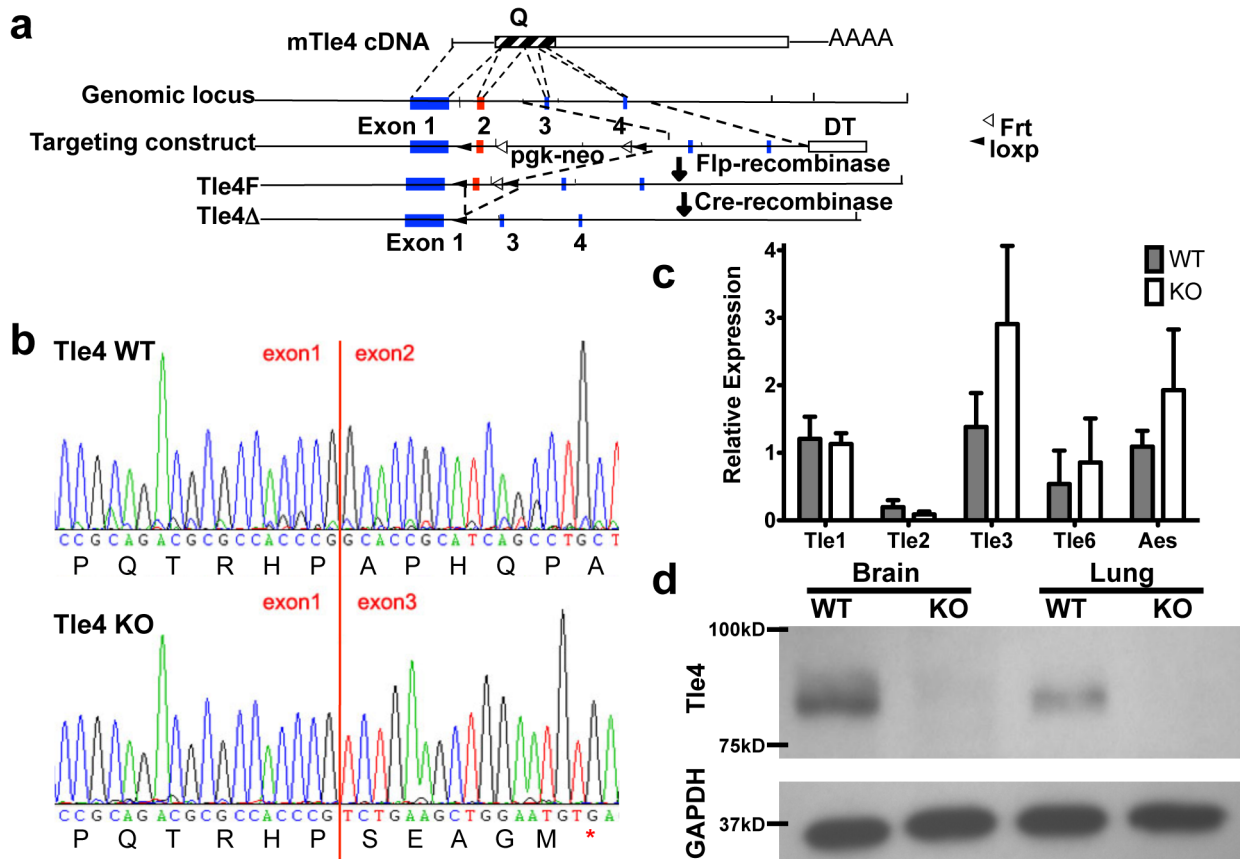 a
Q
mTle4 cDNA
AAAA
Genomic locus
Exon 1 2 3 4
Targeting construct
DT
pgk-neo
Flp-recombinase
Frt
loxp
Tle4F
Cre-recombinase
Tle4Δ
Exon 1 3 4
b
Tle4 WT
exon1 exon2
CCGCAGACGCGCCACCCGGCACCGCATCAGCCTGCT
P Q T R H P A P H Q P A
Tle4 KO
exon1 exon3
CCGCAGACGCGCCACCCGTCTGAAGCTGGAATGTGA
P Q T R H P S E A G M *
c
Relative Expression
4
3
2
1
0
WT
KO
Tle1 Tle2 Tle3 Tle6 Aes
d
Brain Lung
WT KO WT KO
100kD
Tle4
75kD
GAPDH
37kD